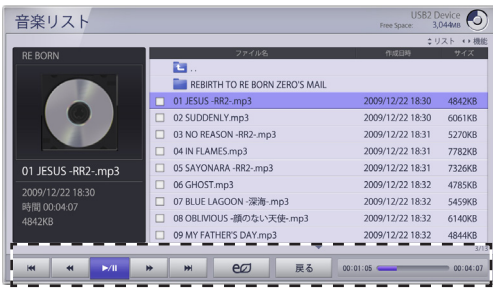 音楽リスト
USB2 Device
Free Space: 3,044MB
リスト 機能
RE BORN
ファイル名 作成日時 サイズ
..
REBIRTH TO RE BORN ZERO'S MAIL
01 JESUS -RR2-.mp3 2009/12/22 18:30 4842KB
02 SUDDENLY.mp3 2009/12/22 18:30 6061KB
03 NO REASON -RR2-.mp3 2009/12/22 18:31 5270KB
04 IN FLAMES.mp3 2009/12/22 18:31 7782KB
05 SAYONARA -RR2-.mp3 2009/12/22 18:31 7326KB
06 GHOST.mp3 2009/12/22 18:32 4785KB
07 BLUE LAGOON -深海-.mp3 2009/12/22 18:32 5459KB
08 OBLIVIOUS -顔のない天使-.mp3 2009/12/22 18:32 6140KB
09 MY FATHER'S DAY.mp3 2009/12/22 18:32 4844KB
01 JESUS -RR2-.mp3
2009/12/22 18:30
時間 00:04:07
4842KB
3/13
戻る 00:01:05 00:04:07